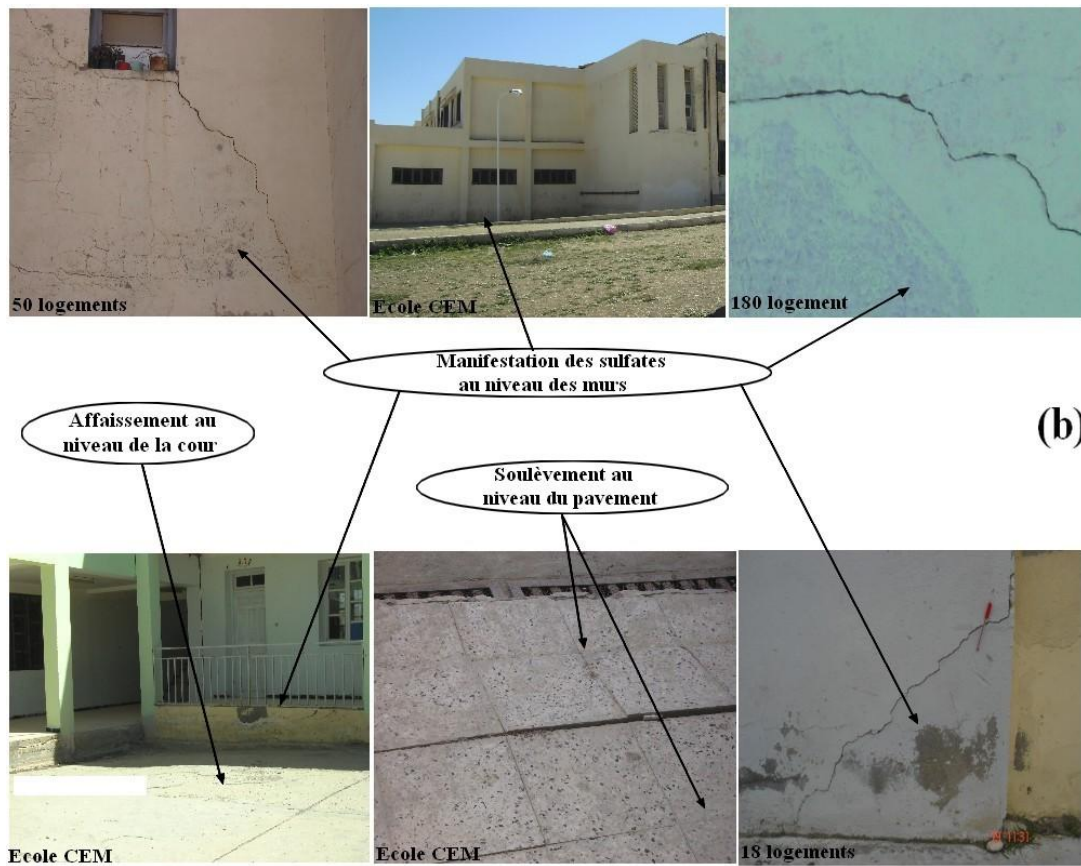 50 logements
Ecole CEM
180 logement
Manifestation des sulfates
au niveau des murs
Affaissement au
niveau de la cour
(b)
Soulèvement au
niveau du pavement
Ecole CEM
Ecole CEM
18 logements